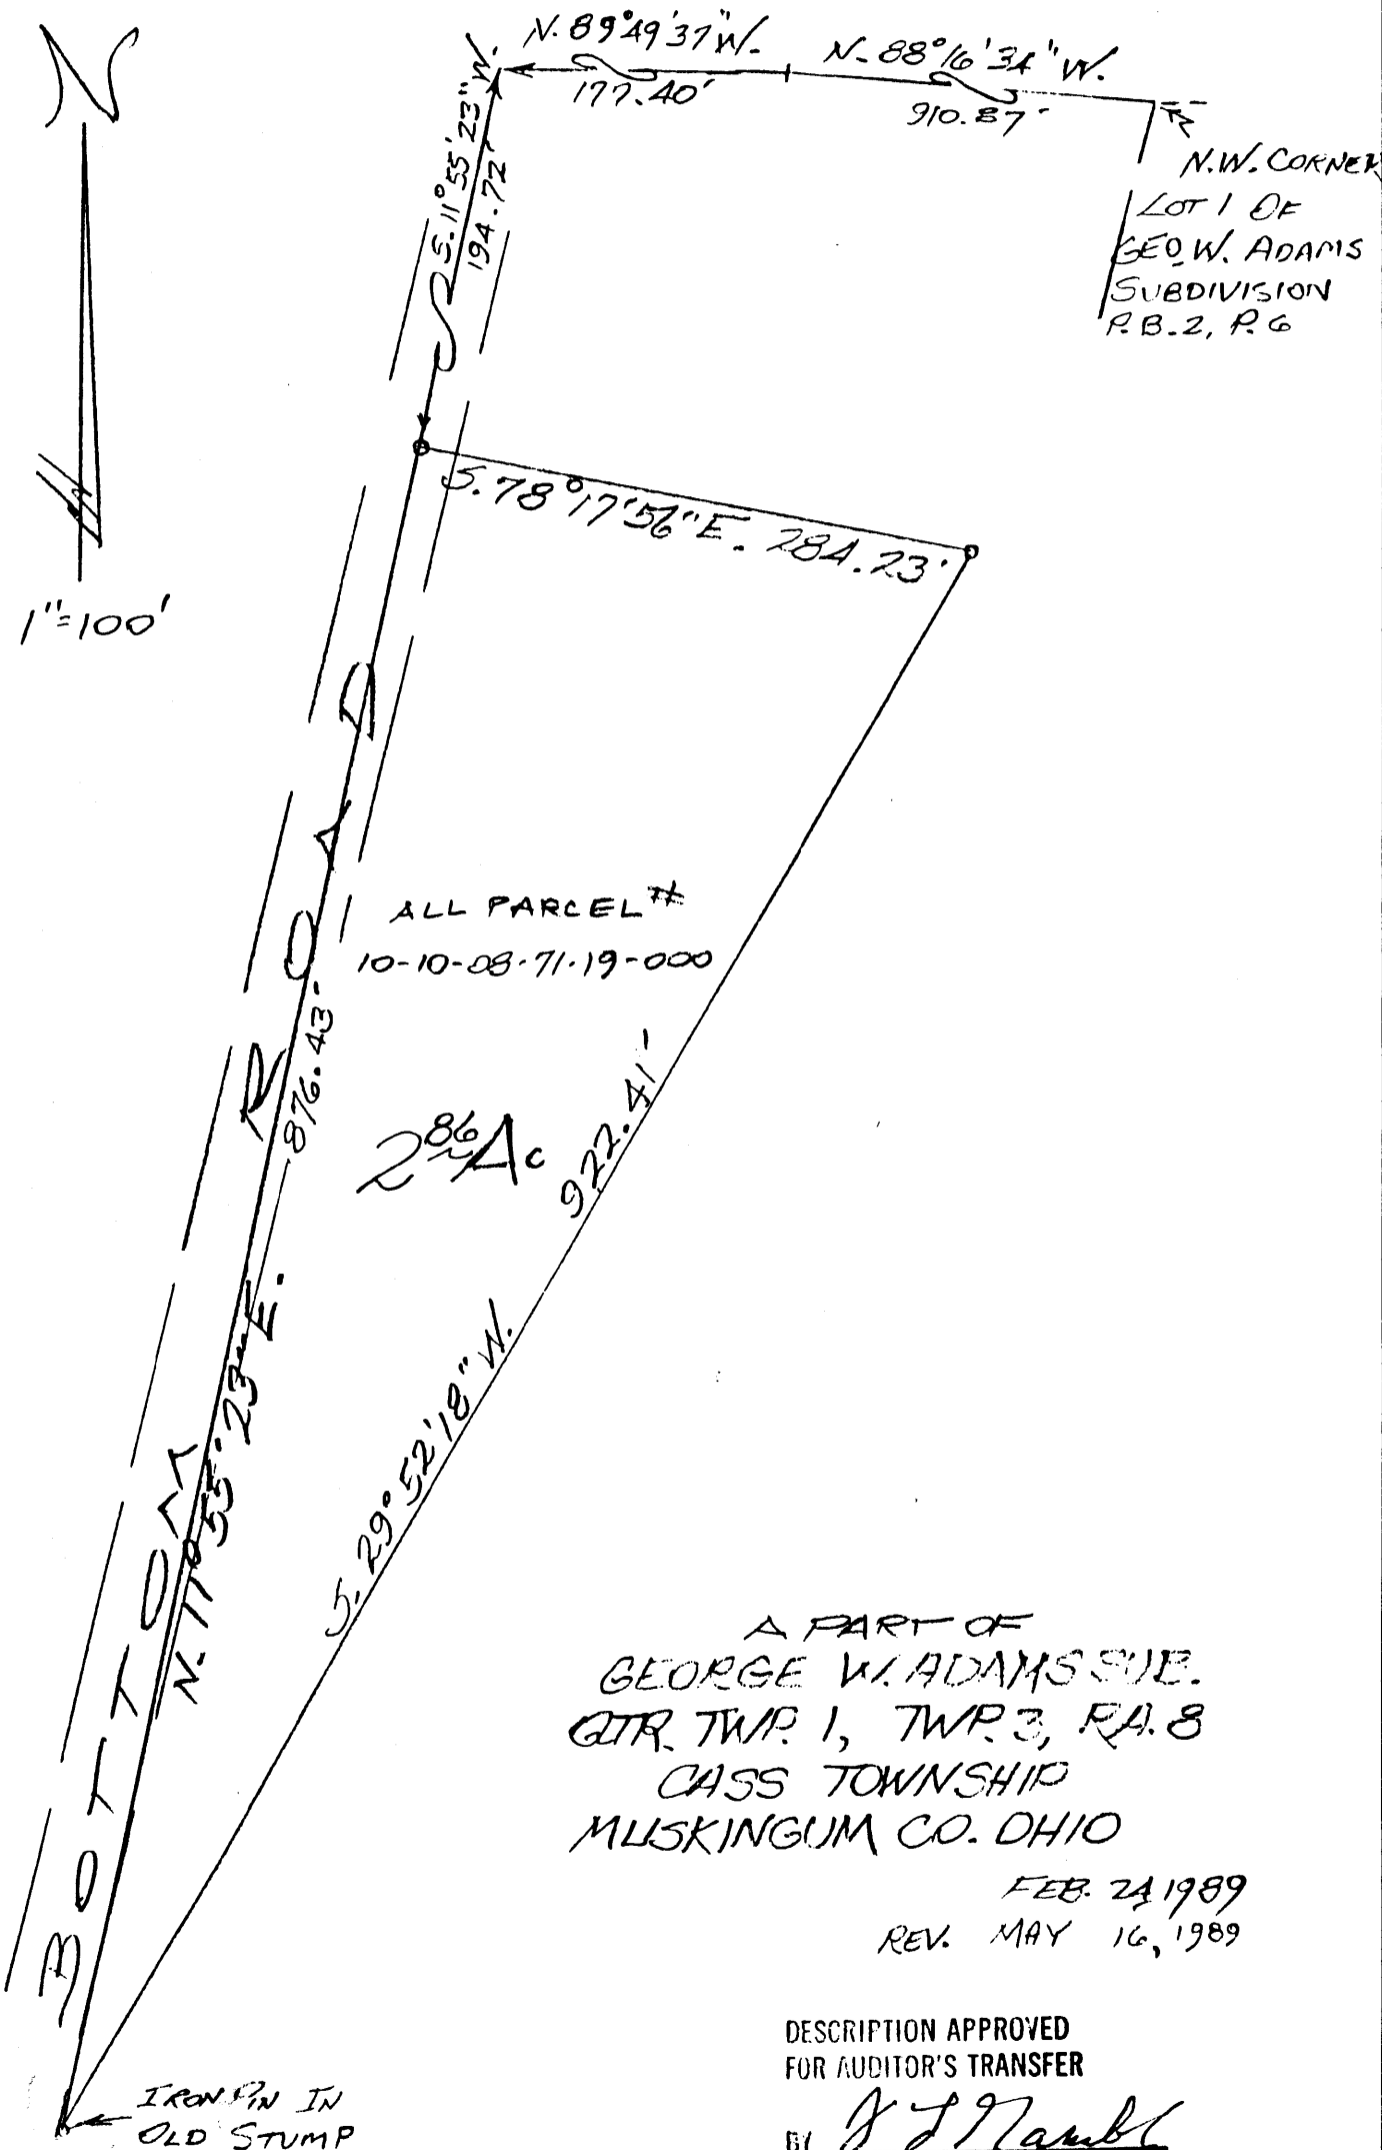 N
N. 89°49'37"W.
177.40'
N. 88°16'34"W.
910.87'
N.W. CORNER
LOT 1 OF
GEO. W. ADAMS
SUBDIVISION
P.B. 2, P. 6
S. 11°55'23"W.
194.72'
1"=100'
S. 78°17'56"E. 284.23'
ALL PARCEL #
10-10-08-71-19-000
2.86 Ac
BOTTOM ROAD
N. 11°55'23"E. 876.43'
S. 29°52'18"W. 922.41'
A PART OF
GEORGE W. ADAMS SUB.
QTR. TWP. 1, TWP. 3, RA. 8
CASS TOWNSHIP
MUSKINGUM CO. OHIO
FEB. 24, 1989
REV. MAY 16, 1989
IRON PIN IN
OLD STUMP
DESCRIPTION APPROVED
FOR AUDITOR'S TRANSFER
BY